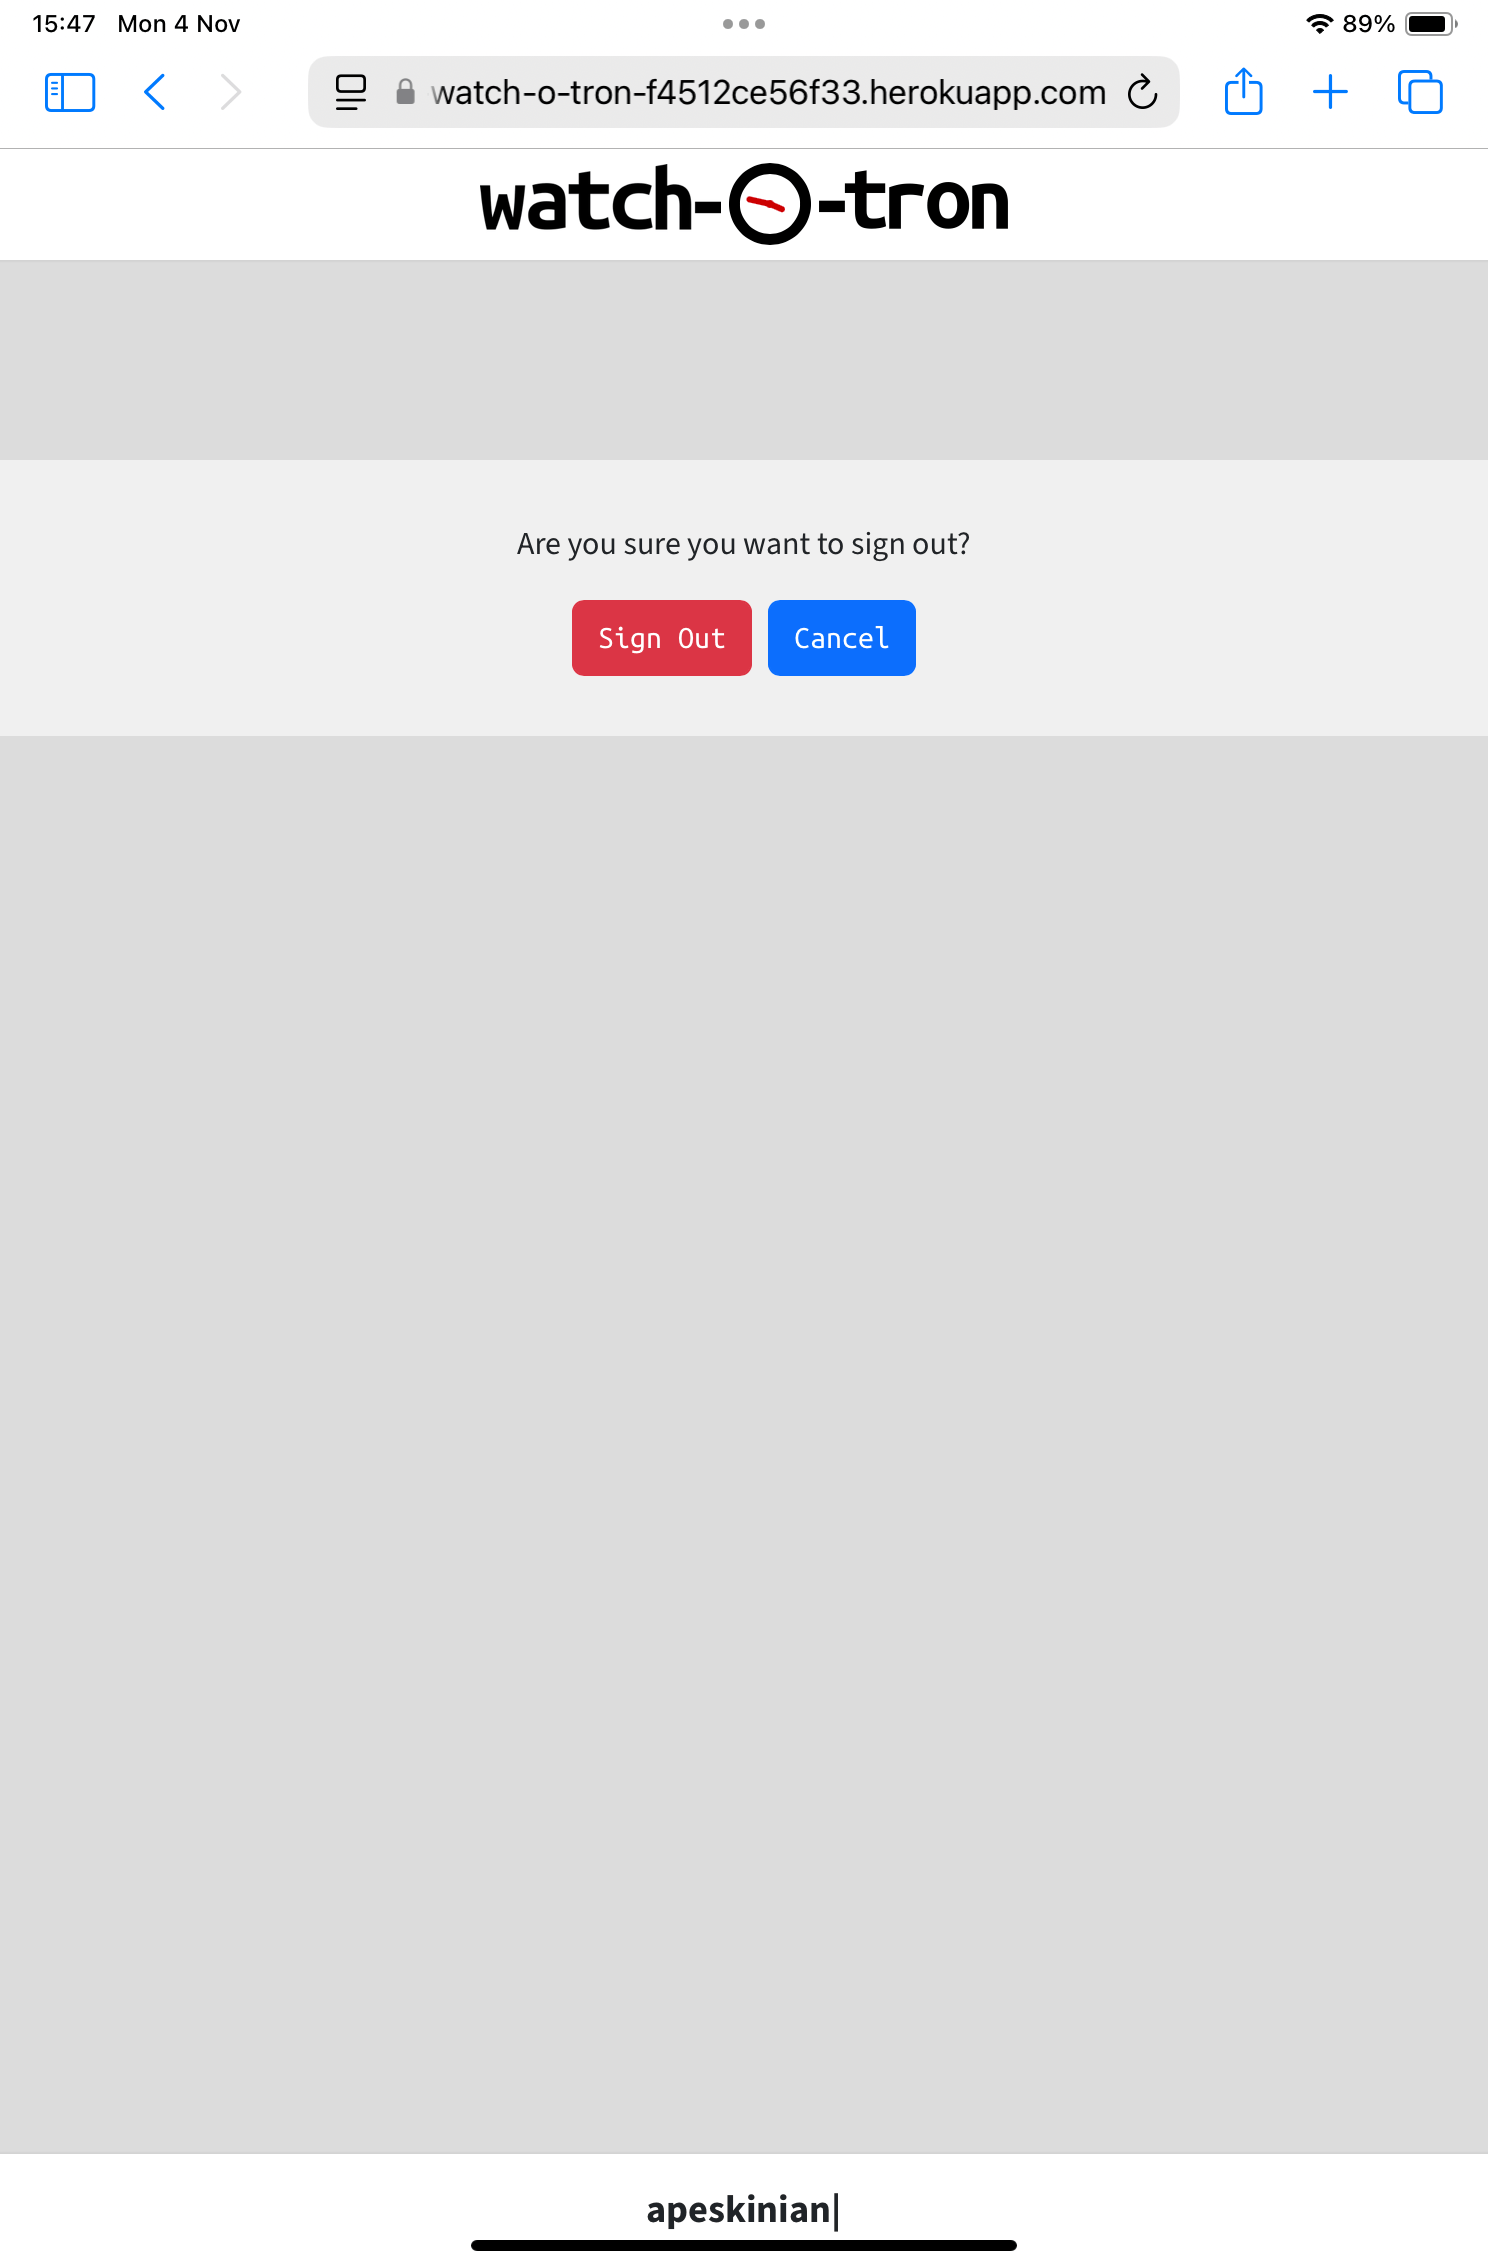 15:47 Mon 4 Nov 89%
watch-o-tron-f4512ce56f33.herokuapp.com
watch-O-tron
Are you sure you want to sign out?
Sign Out Cancel
apeskinian|